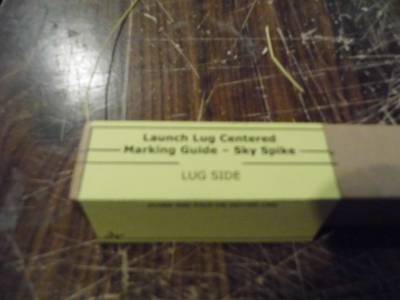 Launch Lug Centered
Marking Guide - Sky Spike
LUG SIDE